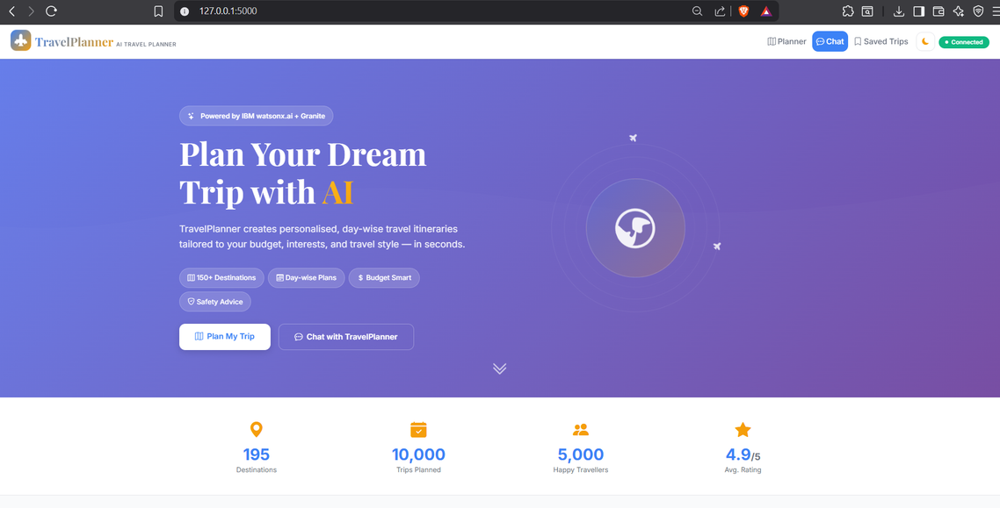 127.0.0.1:5000
TravelPlanner AI TRAVEL PLANNER
Planner
Chat
Saved Trips
Connected
Powered by IBM watsonx.ai + Granite
Plan Your Dream
Trip with AI
TravelPlanner creates personalised, day-wise travel itineraries
tailored to your budget, interests, and travel style — in seconds.
150+ Destinations
Day-wise Plans
$ Budget Smart
Safety Advice
Plan My Trip
Chat with TravelPlanner
195
Destinations
10,000
Trips Planned
5,000
Happy Travellers
4.9/5
Avg. Rating